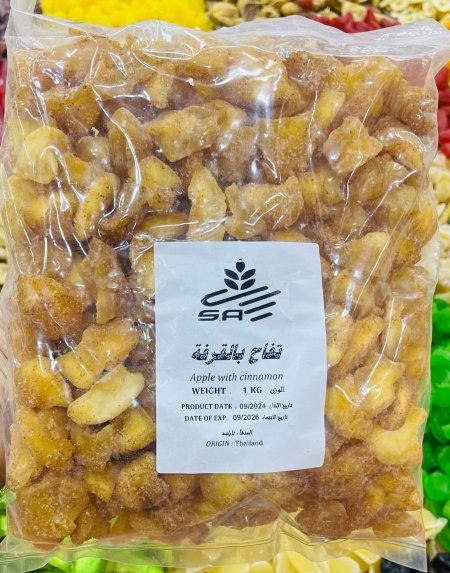 SA
تفاح بالقرفة
Apple with cinnamon
WEIGHT . 1 KG الوزن
PRODUCT DATE : 09/2024 تاريخ الإنتاج
DATE OF EXP. 09/2026 تاريخ الانتهاء
المنشأ : تايلند
ORIGIN : Thailand